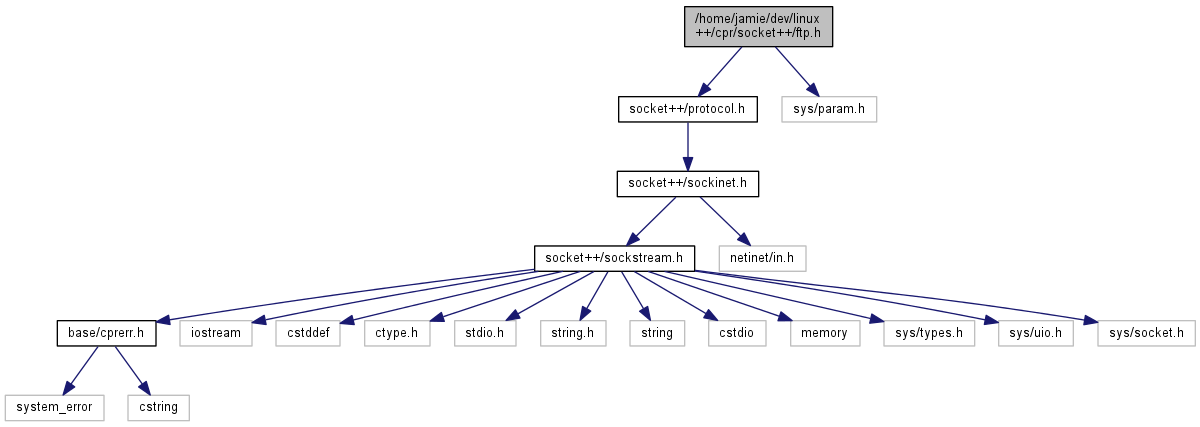 /home/jamie/dev/linux
++/cpr/socket++/ftp.h
socket++/protocol.h
sys/param.h
socket++/sockinet.h
socket++/sockstream.h
netinet/in.h
base/cprerr.h
iostream
cstddef
ctype.h
stdio.h
string.h
string
cstdio
memory
sys/types.h
sys/uio.h
sys/socket.h
system_error
cstring